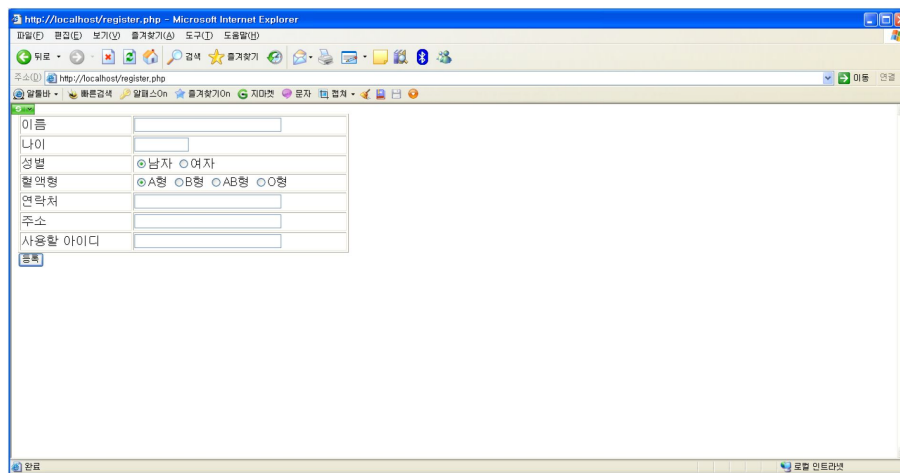 http://localhost/register.php - Microsoft Internet Explorer
파일(F) 편집(E) 보기(V) 즐겨찾기(A) 도구(T) 도움말(H)
뒤로 검색 즐겨찾기
주소(D) http://localhost/register.php 이동 연결
알툴바 빠른검색 알패스On 즐겨찾기On 지마켓 문자 캡쳐
이름
나이
성별 남자 여자
혈액형 A형 B형 AB형 O형
연락처
주소
사용할 아이디
등록
완료 로컬 인트라넷